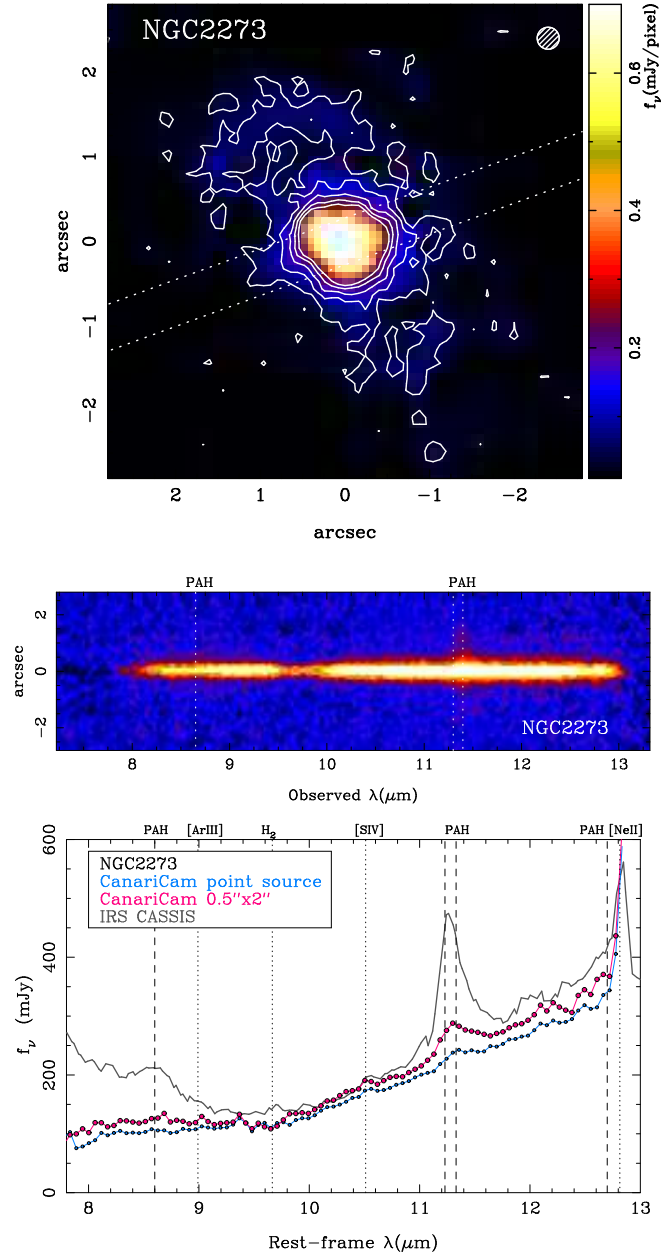 NGC2273
f_ν(mJy/pixel)
0.6
0.4
0.2
arcsec
2
1
0
−1
−2
2 1 0 −1 −2
arcsec
PAH PAH
arcsec
2
0
−2
NGC2273
8 9 10 11 12 13
Observed λ(μm)
PAH [ArIII] H₂ [SIV] PAH PAH [NeII]
NGC2273
CanariCam point source
CanariCam 0.5"x2"
IRS CASSIS
f_ν (mJy)
600
400
200
0
8 9 10 11 12 13
Rest−frame λ(μm)